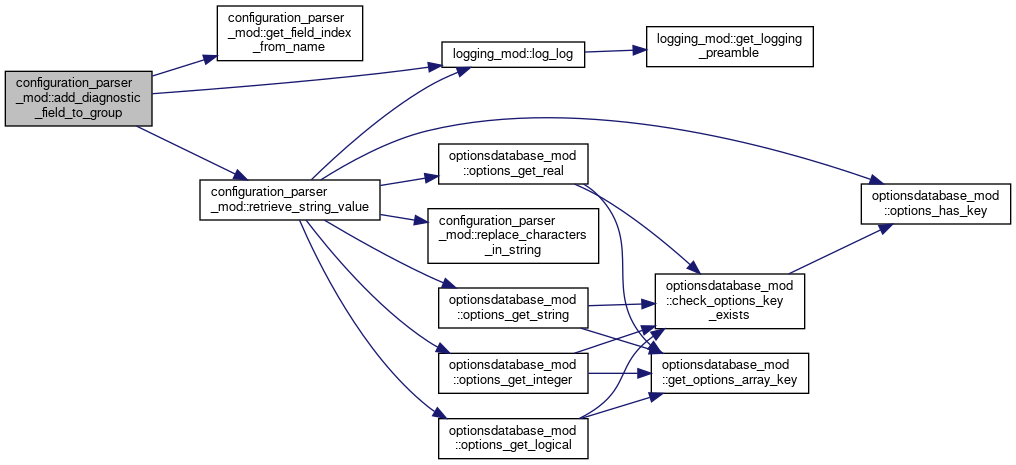 configuration_parser
_mod::add_diagnostic
_field_to_group
configuration_parser
_mod::get_field_index
_from_name
logging_mod::log_log
logging_mod::get_logging
_preamble
configuration_parser
_mod::retrieve_string_value
optionsdatabase_mod
::options_get_real
configuration_parser
_mod::replace_characters
_in_string
optionsdatabase_mod
::options_get_string
optionsdatabase_mod
::options_get_integer
optionsdatabase_mod
::options_get_logical
optionsdatabase_mod
::check_options_key
_exists
optionsdatabase_mod
::get_options_array_key
optionsdatabase_mod
::options_has_key